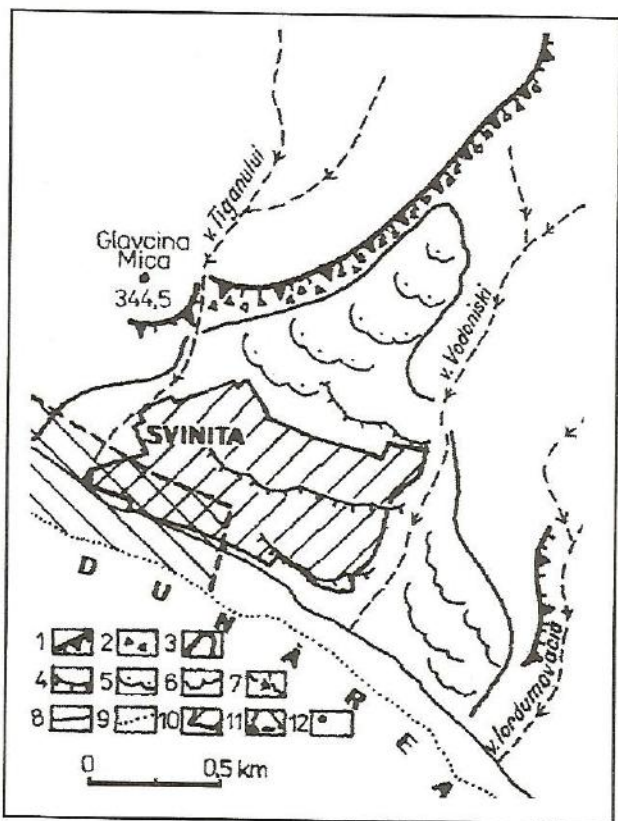 v. Tiganului
Glavcina
Mica
344,5
v. Vodoniski
SVINITA
DUNĂREA
v. Iordumovacia
1 2 3
4 5 6 7
8 9 10 11 12
0 0,5 km